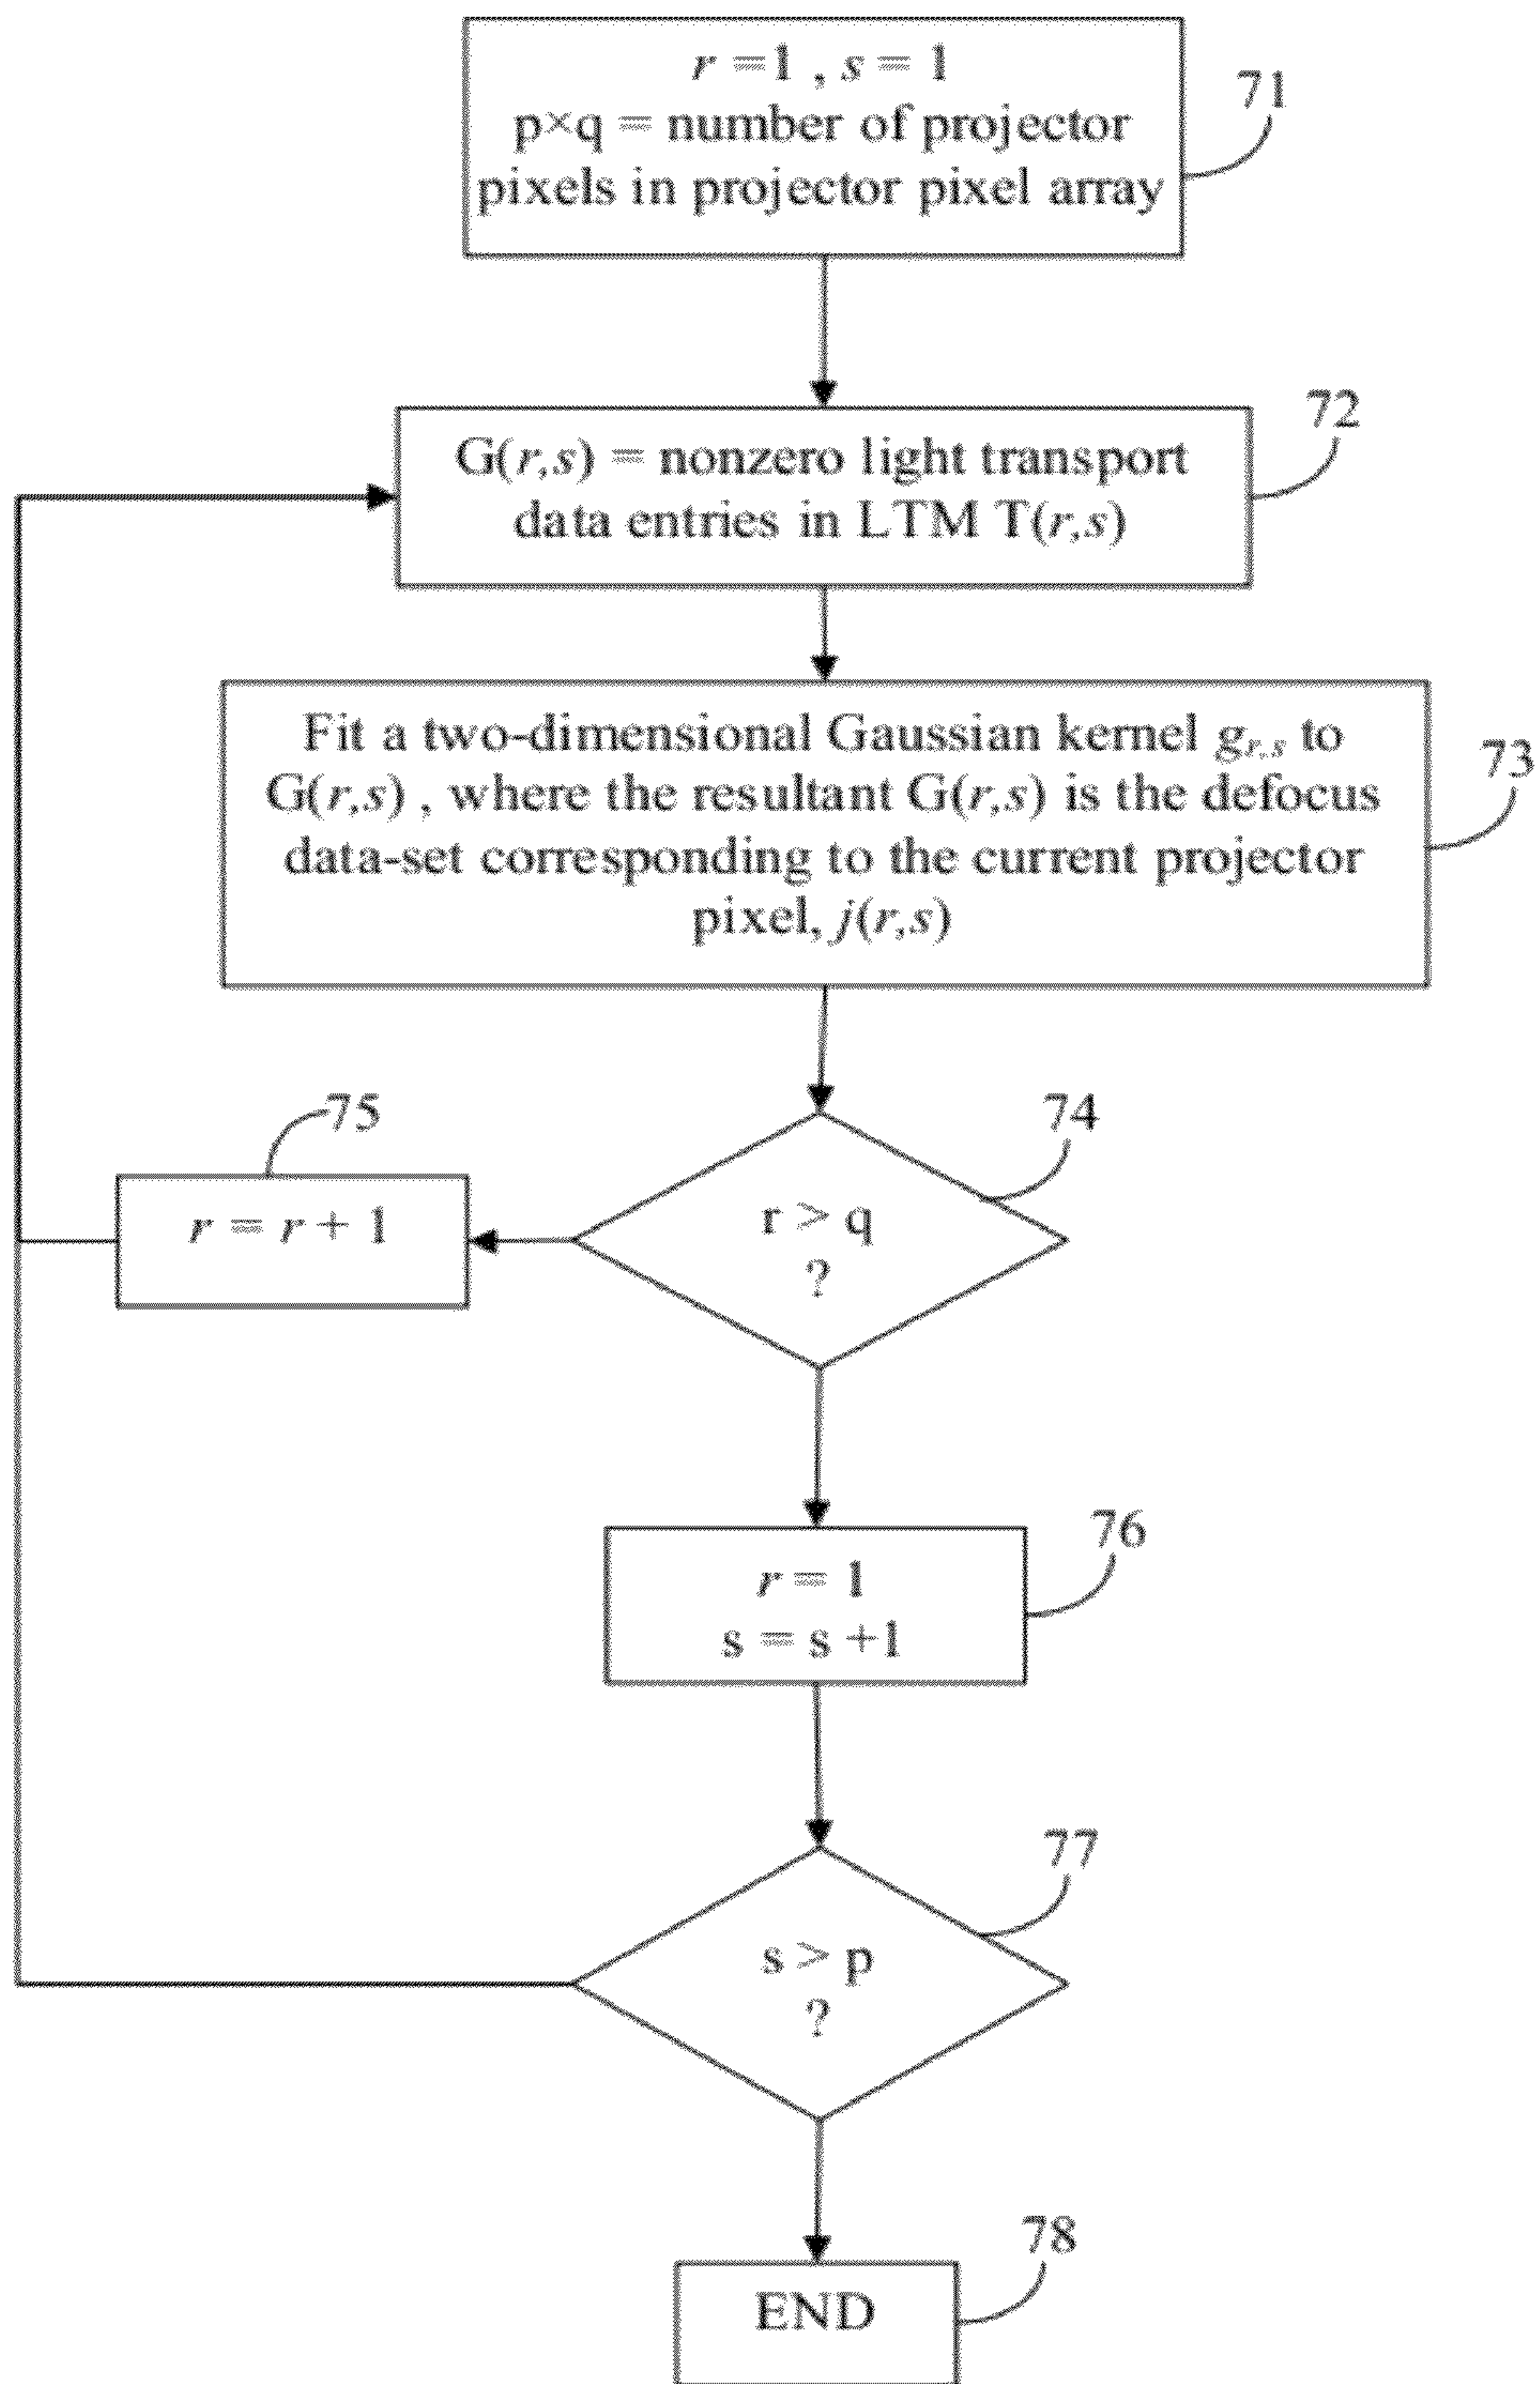 r =1 , s = 1
p×q = number of projector
pixels in projector pixel array
71
G(r,s) = nonzero light transport
data entries in LTM T(r,s)
72
Fit a two-dimensional Gaussian kernel gr,s to
G(r,s) , where the resultant G(r,s) is the defocus
data-set corresponding to the current projector
pixel, j(r,s)
73
r > q
?
74
r = r + 1
75
r = 1
s = s +1
76
s > p
?
77
END
78